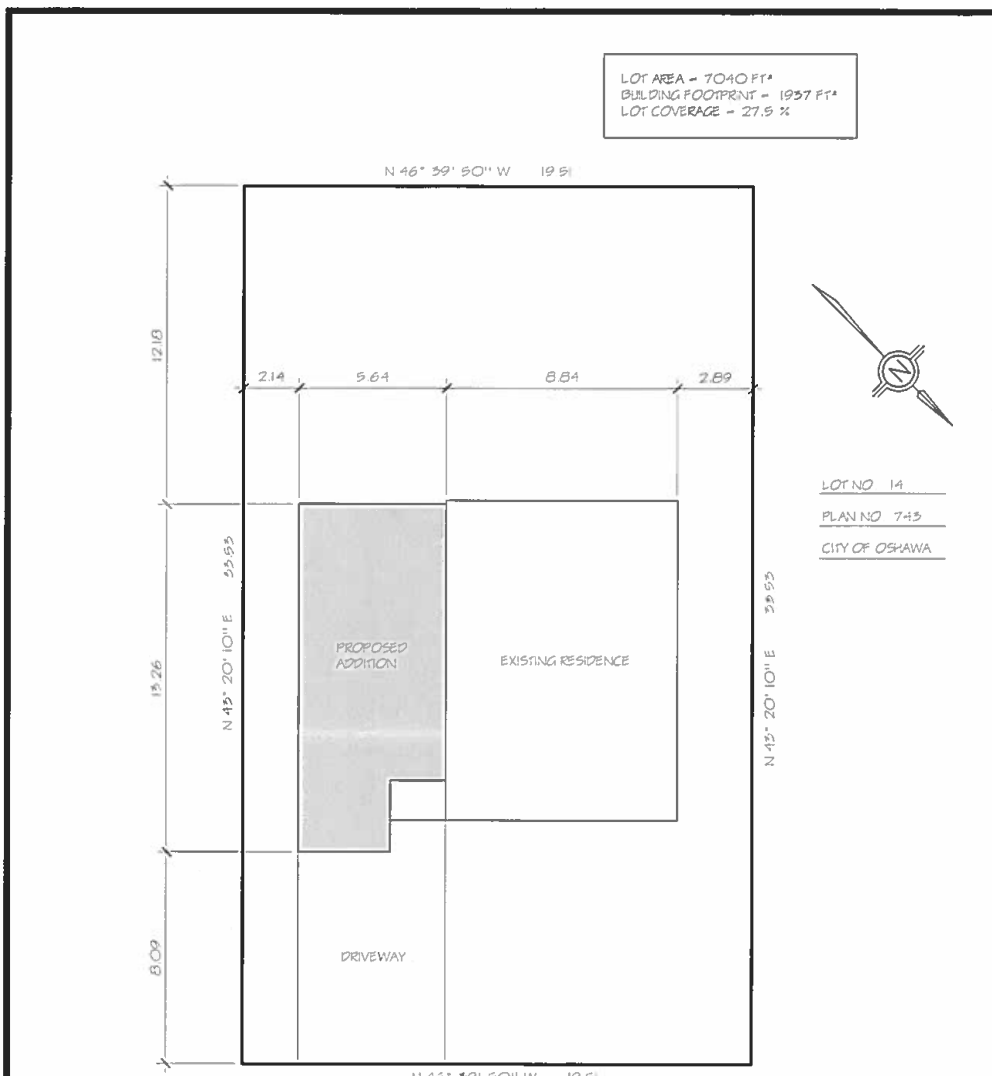 LOT AREA - 7040 FT²
BUILDING FOOTPRINT - 1937 FT²
LOT COVERAGE - 27.5 %
N 46° 39' 50" W 19.51
12.18
2.14 5.64 8.84 2.89
N
LOT NO 14
PLAN NO 743
CITY OF OSHAWA
N 43° 20' 10" E 33.53
N 43° 20' 10" E 33.53
PROPOSED
ADDITION
EXISTING RESIDENCE
13.26
8.09
DRIVEWAY